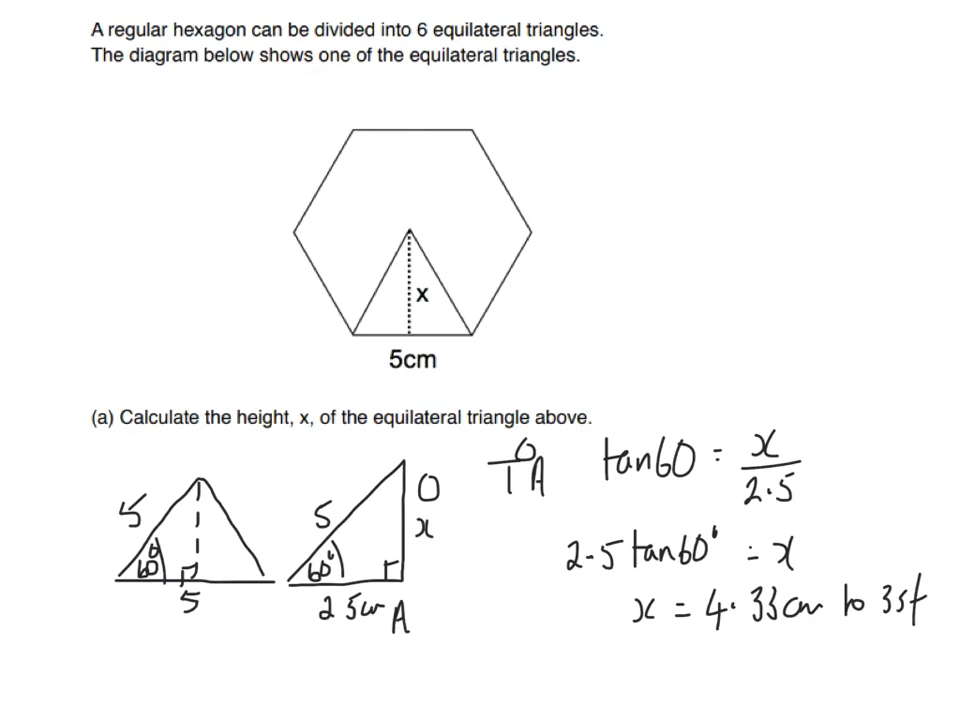 A regular hexagon can be divided into 6 equilateral triangles.
The diagram below shows one of the equilateral triangles.
x
5cm
(a) Calculate the height, x, of the equilateral triangle above.
5
60°
5
5
60°
2.5cm A
O
x
O
T A
tan60 = x / 2.5
2.5 tan60° = x
x = 4.33cm to 3sf